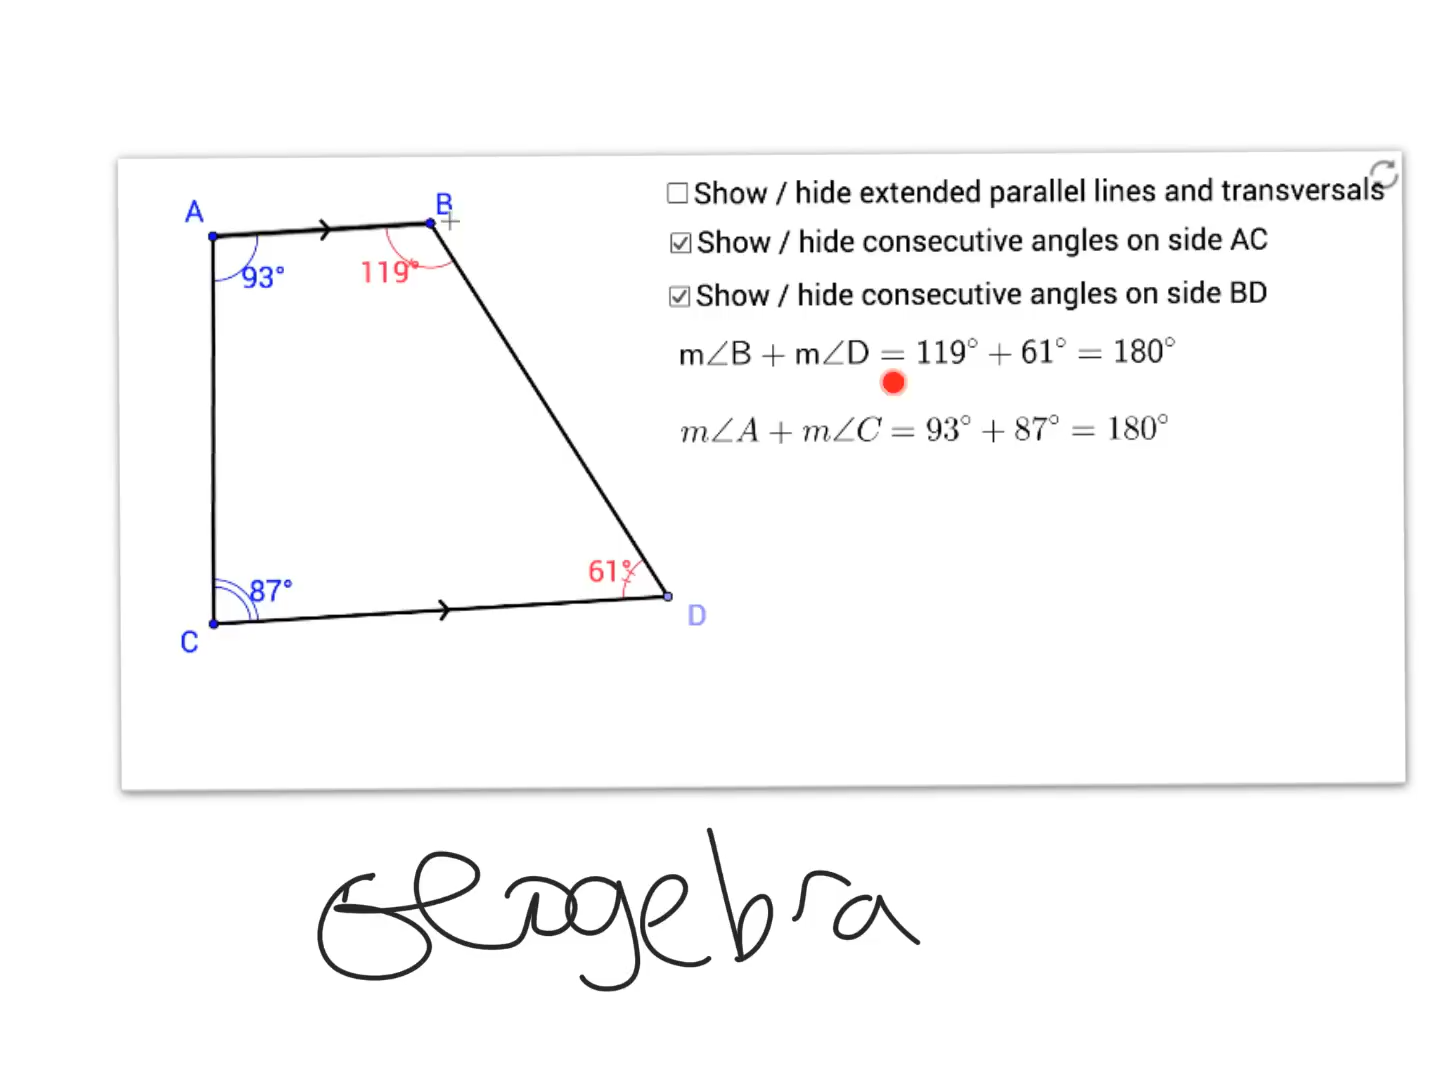 A
B
93°
119°
87°
61°
C
D
Show / hide extended parallel lines and transversals
Show / hide consecutive angles on side AC
Show / hide consecutive angles on side BD
m∠B + m∠D = 119° + 61° = 180°
m∠A + m∠C = 93° + 87° = 180°
Geogebra